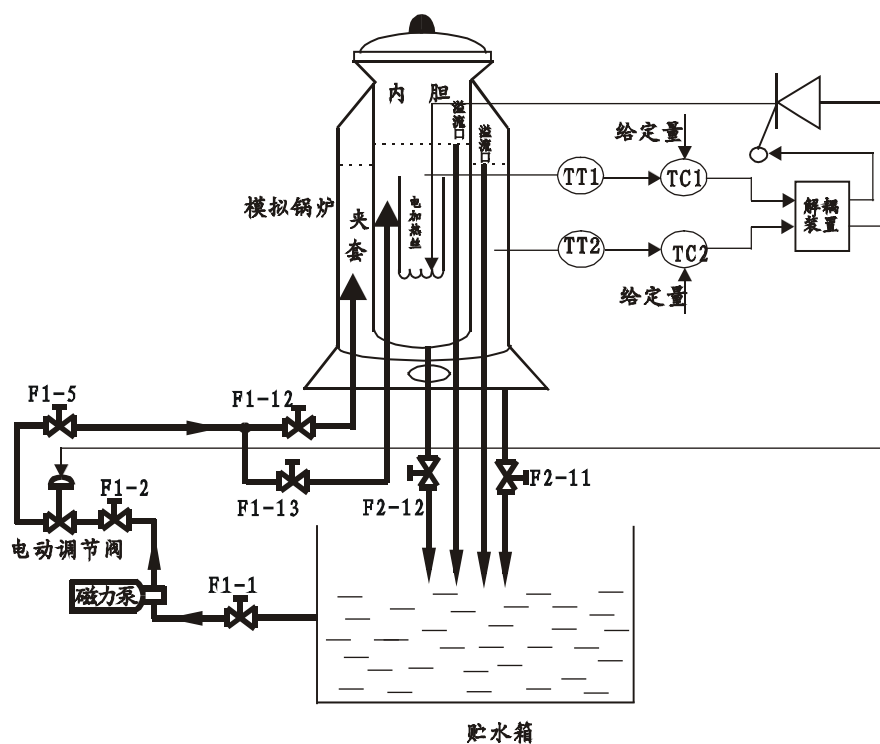 内 胆
溢流口
溢流口
给定量
TT1
TC1
模拟锅炉
夹套
电加热丝
解耦装置
TT2
TC2
给定量
F1-5
F1-12
F1-2
F1-13
F2-12
F2-11
电动调节阀
磁力泵
F1-1
贮水箱